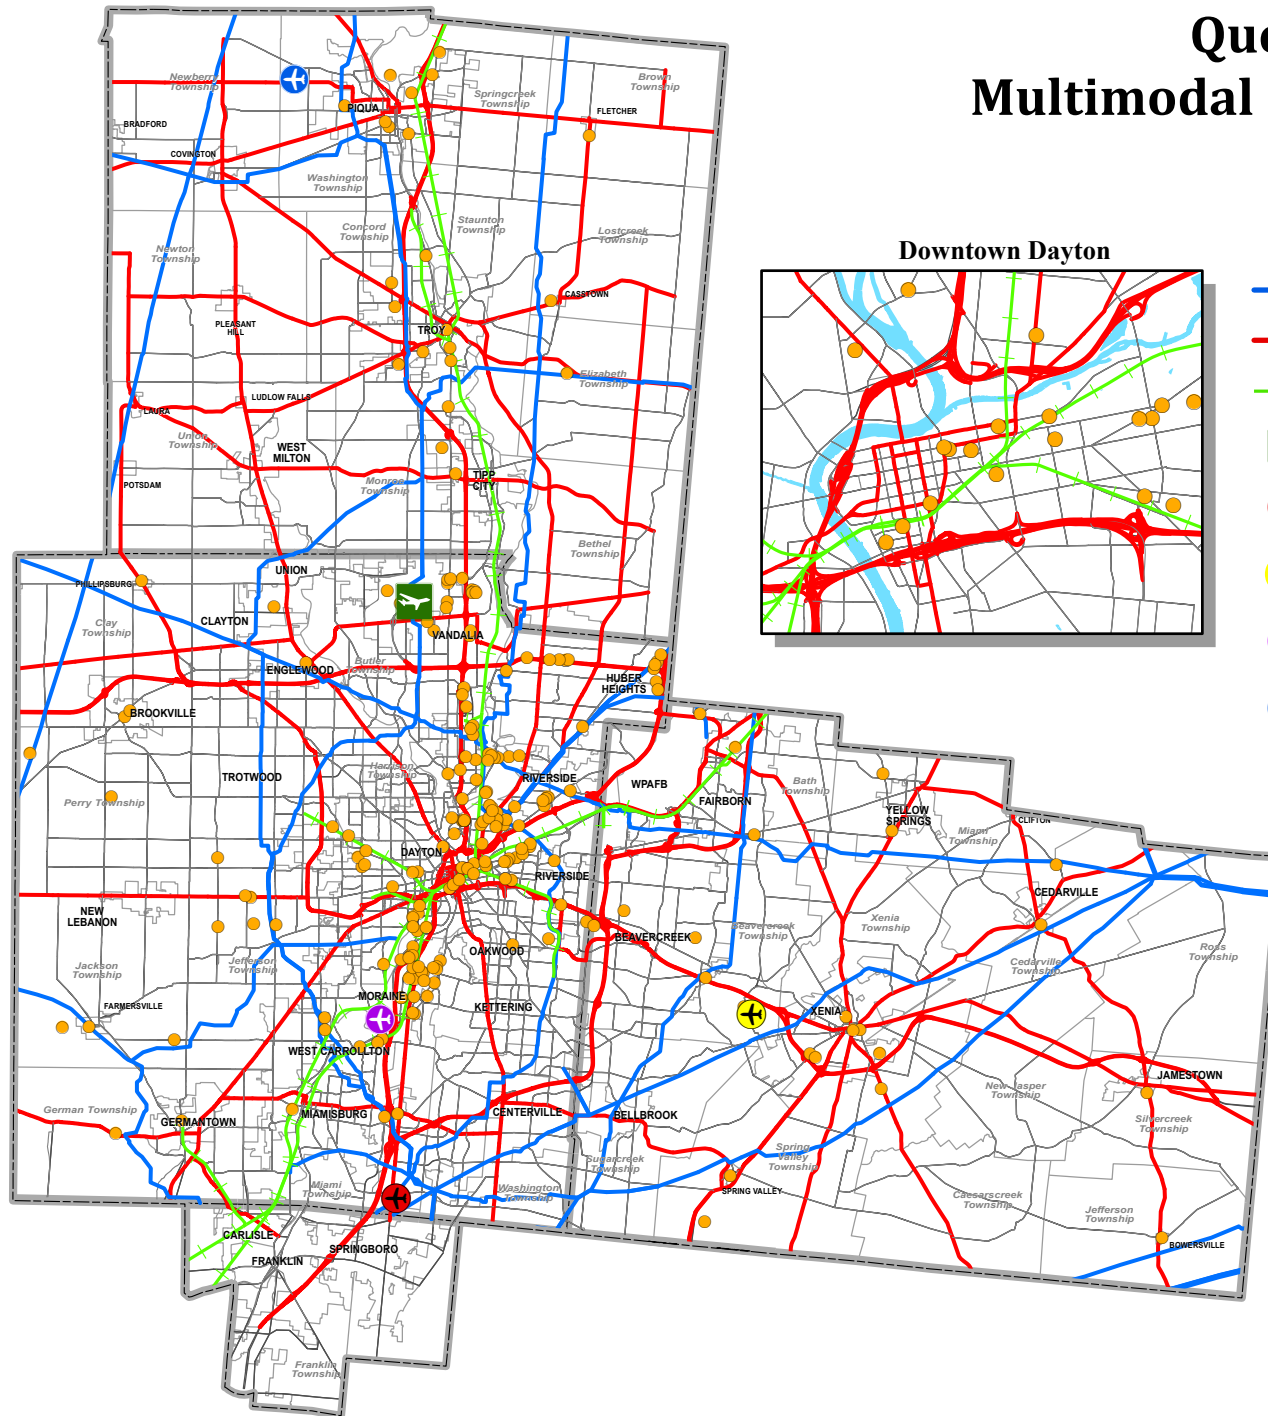 Que
Multimodal
Newberry
Township
Brown
Township
Springcreek
Township
FLETCHER
PIQUA
BRADFORD
COVINGTON
Washington
Township
Concord
Township
Staunton
Township
Lostcreek
Township
Newton
Township
Downtown Dayton
CASSTOWN
PLEASANT
HILL
TROY
Elizabeth
Township
LUDLOW FALLS
LAURA
Union
Township
WEST
MILTON
Monroe
Township
TIPP
CITY
POTSDAM
Bethel
Township
UNION
PHILLIPSBURG
CLAYTON
Clay
Township
VANDALIA
Butler
Township
ENGLEWOOD
HUBER
HEIGHTS
BROOKVILLE
Harrison
Township
TROTWOOD
RIVERSIDE
WPAFB
Bath
Township
FAIRBORN
Perry Township
YELLOW
SPRINGS
CLIFTON
Miami
Township
DAYTON
RIVERSIDE
CEDARVILLE
NEW
LEBANON
Xenia
Township
Beavercreek
Township
BEAVERCREEK
OAKWOOD
Ross
Township
Jackson
Township
Jefferson
Township
Cedarville
Township
MORAINE
FARMERSVILLE
KETTERING
XENIA
WEST CARROLLTON
JAMESTOWN
New Jasper
Township
German Township
MIAMISBURG
CENTERVILLE
BELLBROOK
GERMANTOWN
Silvercreek
Township
Spring
Valley
Township
Sugarcreek
Township
Miami
Township
Washington
Township
SPRING VALLEY
Caesarscreek
Township
Jefferson
Township
CARLISLE
SPRINGBORO
BOWERSVILLE
FRANKLIN
Franklin
Township